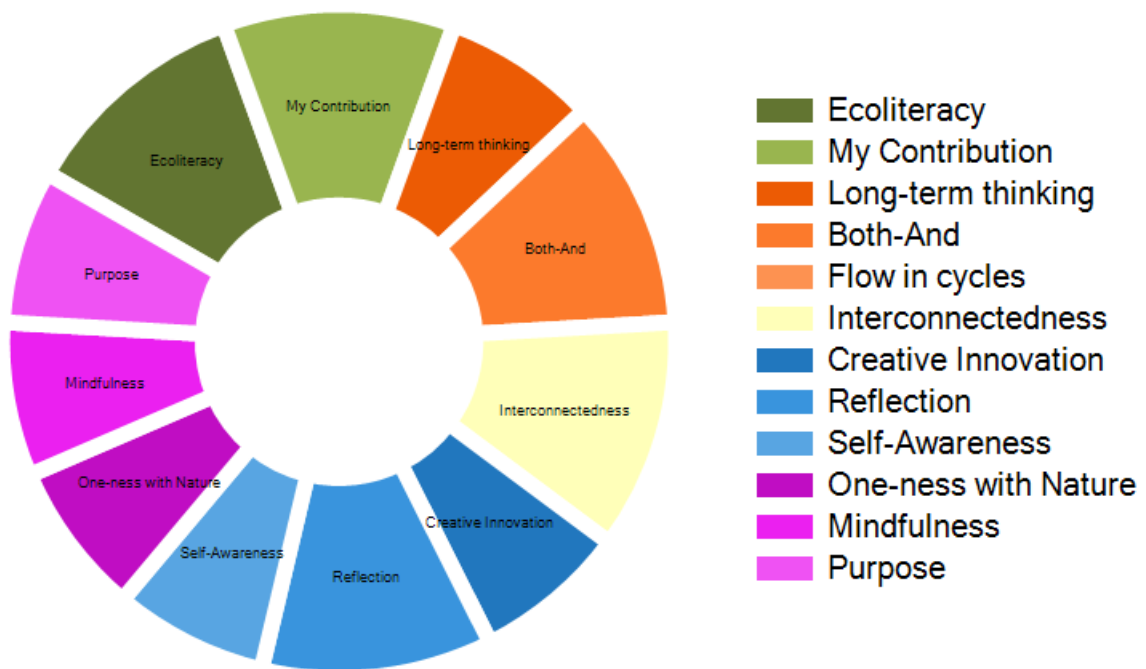 My Contribution
Long-term thinking
Ecoliteracy
Both-And
Purpose
Mindfulness
Interconnectedness
One-ness with Nature
Creative Innovation
Self-Awareness
Reflection
Ecoliteracy
My Contribution
Long-term thinking
Both-And
Flow in cycles
Interconnectedness
Creative Innovation
Reflection
Self-Awareness
One-ness with Nature
Mindfulness
Purpose